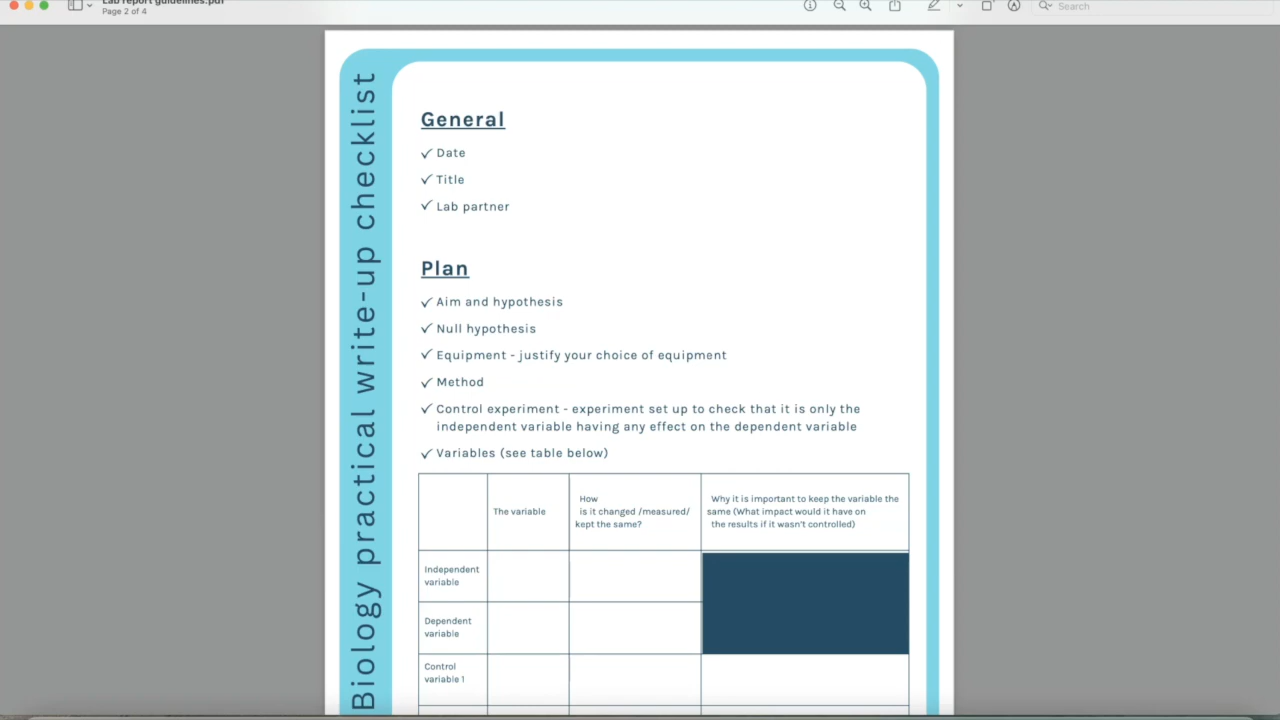 Lab report guidelines.pdf
Page 2 of 4
Search
Biology practical write-up checklist
General
✓ Date
✓ Title
✓ Lab partner
Plan
✓ Aim and hypothesis
✓ Null hypothesis
✓ Equipment - justify your choice of equipment
✓ Method
✓ Control experiment - experiment set up to check that it is only the
independent variable having any effect on the dependent variable
✓ Variables (see table below)
The variable
How
is it changed /measured/
kept the same?
Why it is important to keep the variable the
same (What impact would it have on
the results if it wasn't controlled)
Independent
variable
Dependent
variable
Control
variable 1